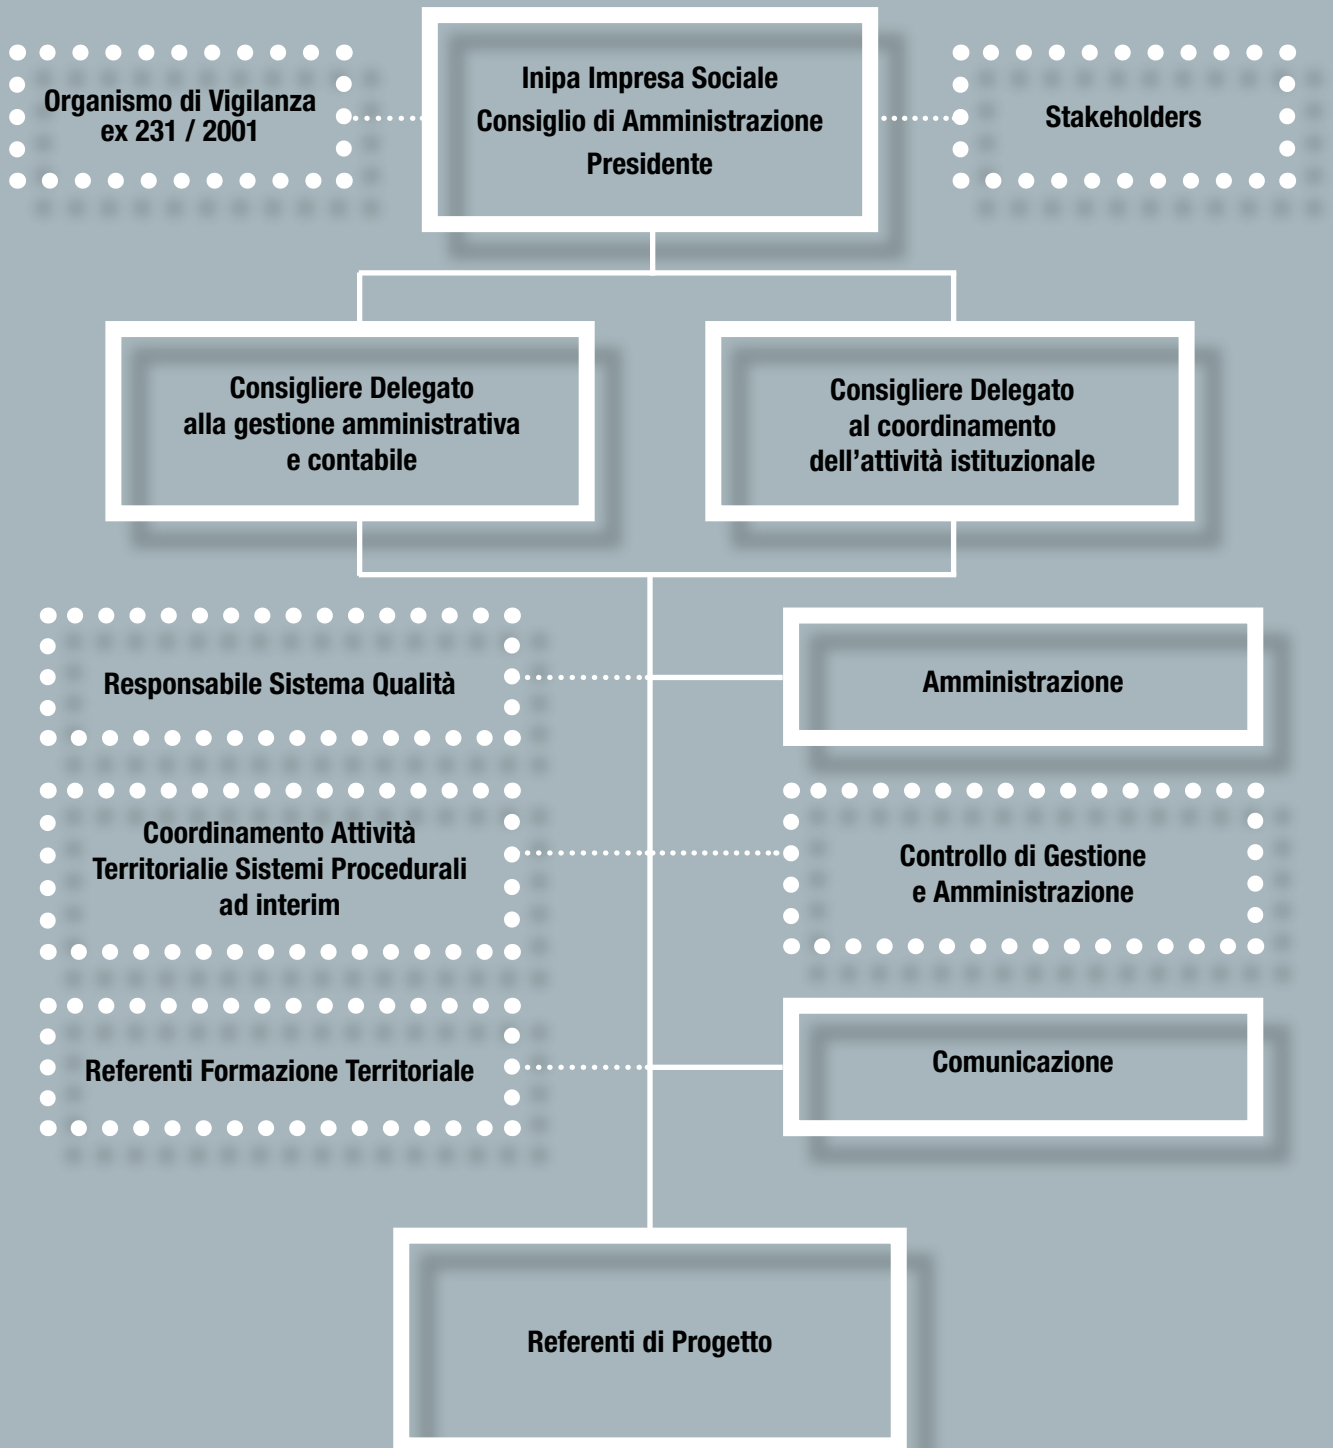 Organismo di Vigilanza
ex 231 / 2001
Inipa Impresa Sociale
Consiglio di Amministrazione
Presidente
Stakeholders
Consigliere Delegato
alla gestione amministrativa
e contabile
Consigliere Delegato
al coordinamento
dell’attività istituzionale
Responsabile Sistema Qualità
Amministrazione
Coordinamento Attività
Territorialie Sistemi Procedurali
ad interim
Controllo di Gestione
e Amministrazione
Referenti Formazione Territoriale
Comunicazione
Referenti di Progetto